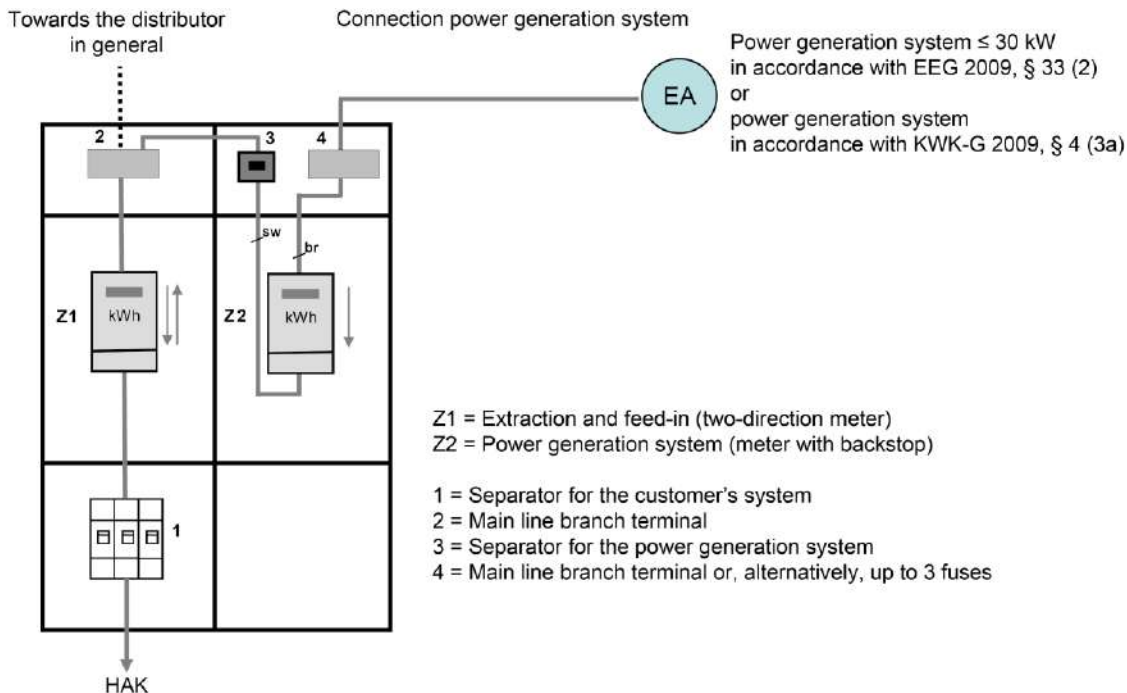 Towards the distributor
in general
Connection power generation system
Power generation system ≤ 30 kW
in accordance with EEG 2009, § 33 (2)
or
power generation system
in accordance with KWK-G 2009, § 4 (3a)
EA
2
3
4
sw
br
Z1
kWh
Z2
kWh
Z1 = Extraction and feed-in (two-direction meter)
Z2 = Power generation system (meter with backstop)
1
1 = Separator for the customer's system
2 = Main line branch terminal
3 = Separator for the power generation system
4 = Main line branch terminal or, alternatively, up to 3 fuses
HAK